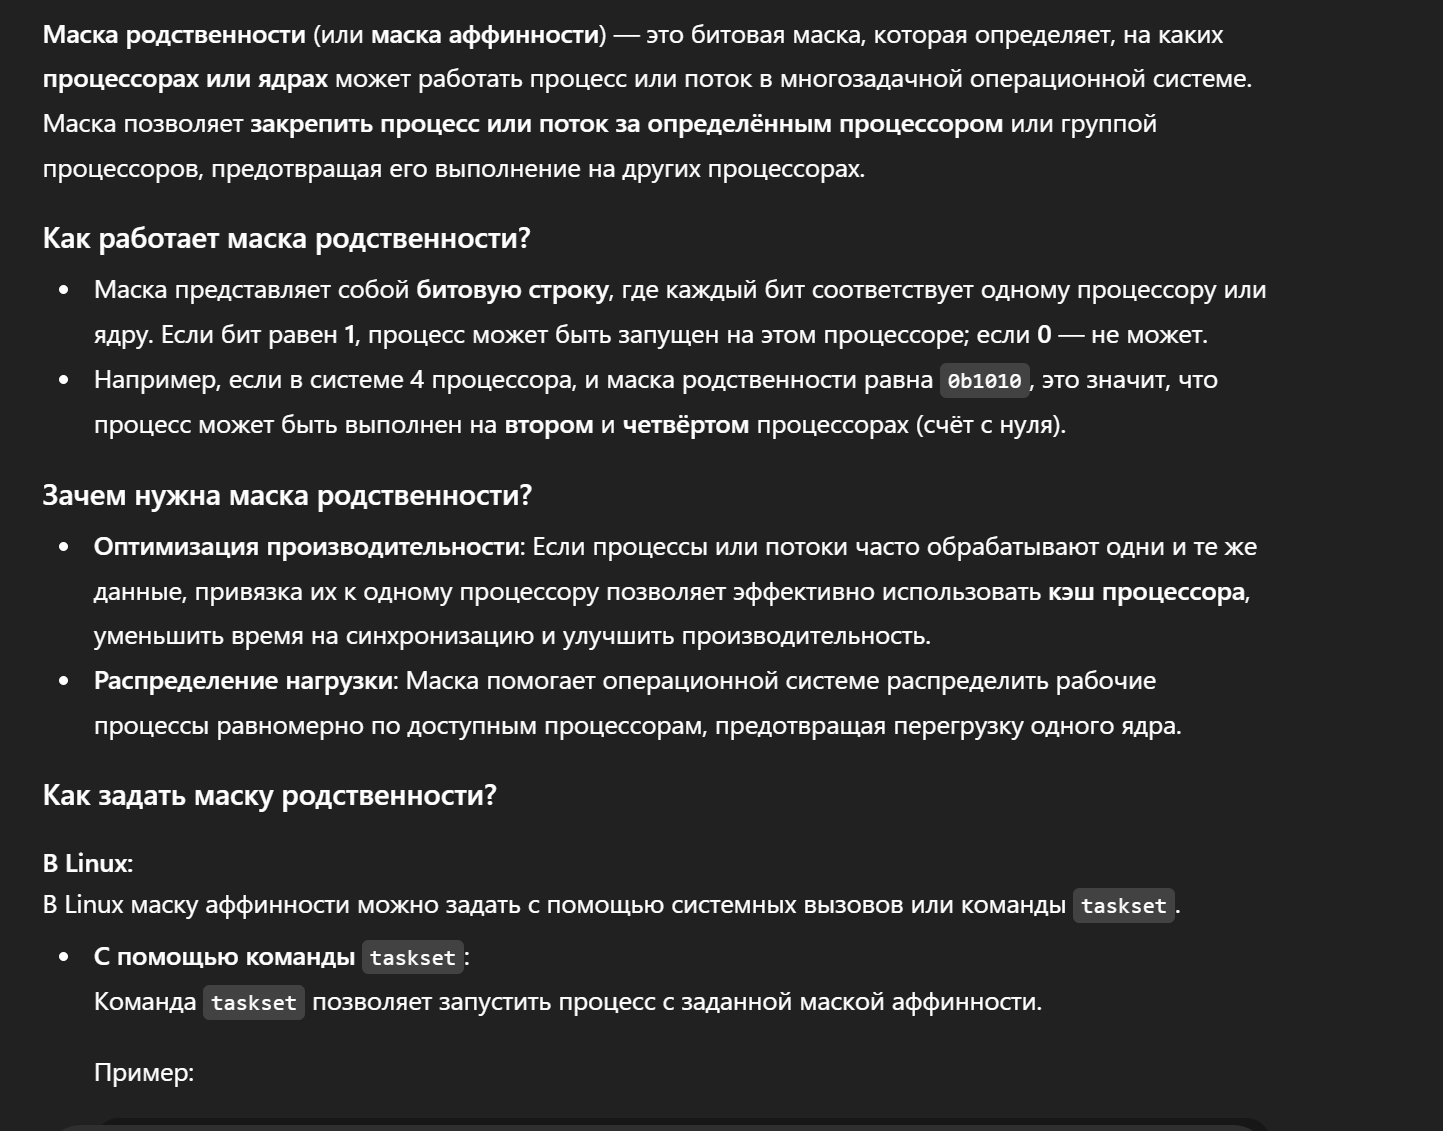 Маска родственности (или маска аффинности) — это битовая маска, которая определяет, на каких
процессорах или ядрах может работать процесс или поток в многозадачной операционной системе.
Маска позволяет закрепить процесс или поток за определённым процессором или группой
процессоров, предотвращая его выполнение на других процессорах.
Как работает маска родственности?
• Маска представляет собой битовую строку, где каждый бит соответствует одному процессору или
ядру. Если бит равен 1, процесс может быть запущен на этом процессоре; если 0 — не может.
• Например, если в системе 4 процессора, и маска родственности равна 0b1010, это значит, что
процесс может быть выполнен на втором и четвёртом процессорах (счёт с нуля).
Зачем нужна маска родственности?
• Оптимизация производительности: Если процессы или потоки часто обрабатывают одни и те же
данные, привязка их к одному процессору позволяет эффективно использовать кэш процессора,
уменьшить время на синхронизацию и улучшить производительность.
• Распределение нагрузки: Маска помогает операционной системе распределить рабочие
процессы равномерно по доступным процессорам, предотвращая перегрузку одного ядра.
Как задать маску родственности?
В Linux:
В Linux маску аффинности можно задать с помощью системных вызовов или команды taskset.
• С помощью команды taskset:
Команда taskset позволяет запустить процесс с заданной маской аффинности.
Пример: